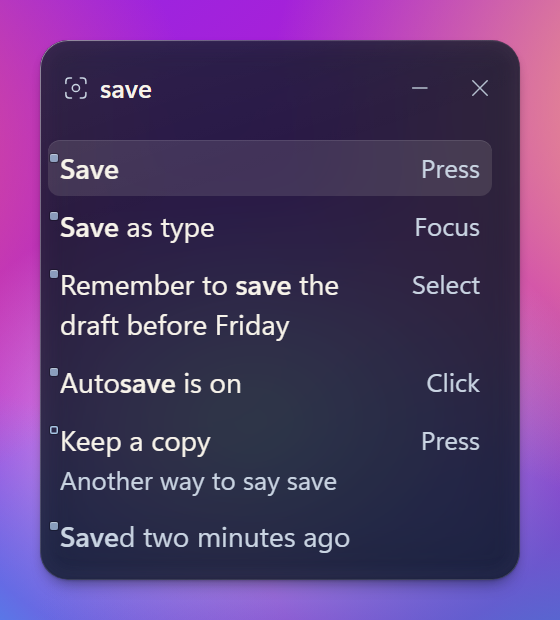 save
Save Press
Save as type Focus
Remember to save the Select
draft before Friday
Autosave is on Click
Keep a copy Press
Another way to say save
Saved two minutes ago